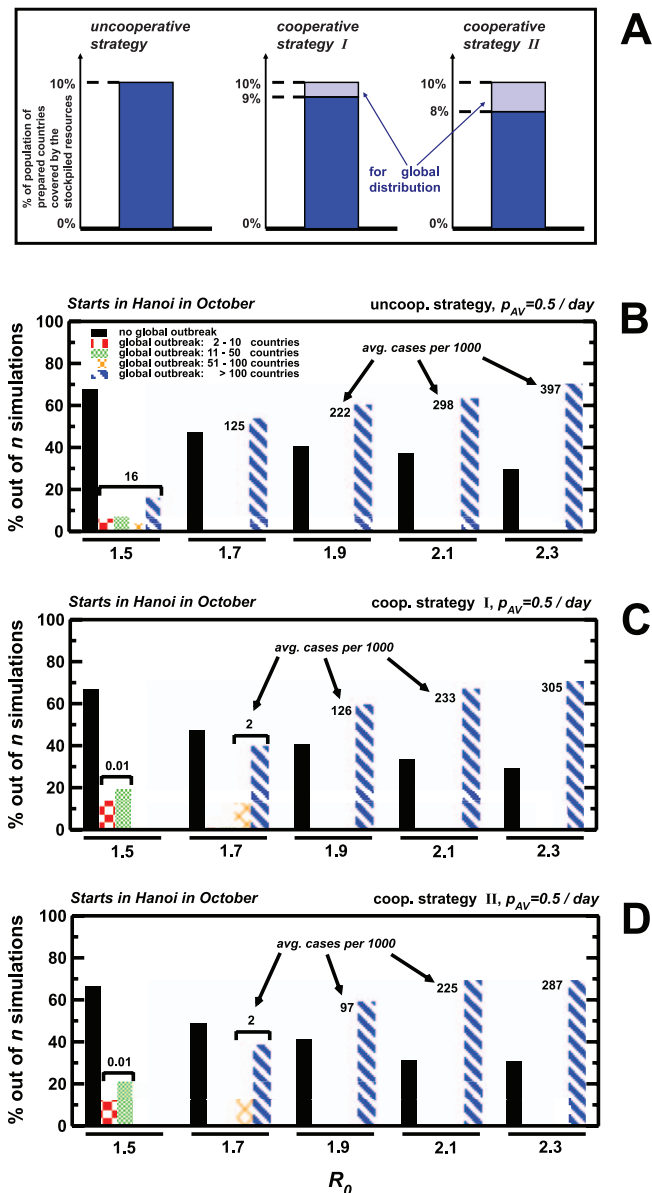 A
uncooperative
strategy
cooperative
strategy I
cooperative
strategy II
% of population of
prepared countries
covered by the
stockpiled resources
10%
0%
10%
9%
0%
10%
8%
0%
for global
distribution
B
Starts in Hanoi in October
uncoop. strategy, pAV=0.5 / day
% out of n simulations
100
80
60
40
20
0
no global outbreak
global outbreak: 2 - 10 countries
global outbreak: 11 - 50 countries
global outbreak: 51 - 100 countries
global outbreak: > 100 countries
avg. cases per 1000
16
125
222
298
397
1.5
1.7
1.9
2.1
2.3
C
Starts in Hanoi in October
coop. strategy I, pAV=0.5 / day
% out of n simulations
100
80
60
40
20
0
avg. cases per 1000
0.01
2
126
233
305
1.5
1.7
1.9
2.1
2.3
D
Starts in Hanoi in October
coop. strategy II, pAV=0.5 / day
% out of n simulations
100
80
60
40
20
0
avg. cases per 1000
0.01
2
97
225
287
1.5
1.7
1.9
2.1
2.3
R0